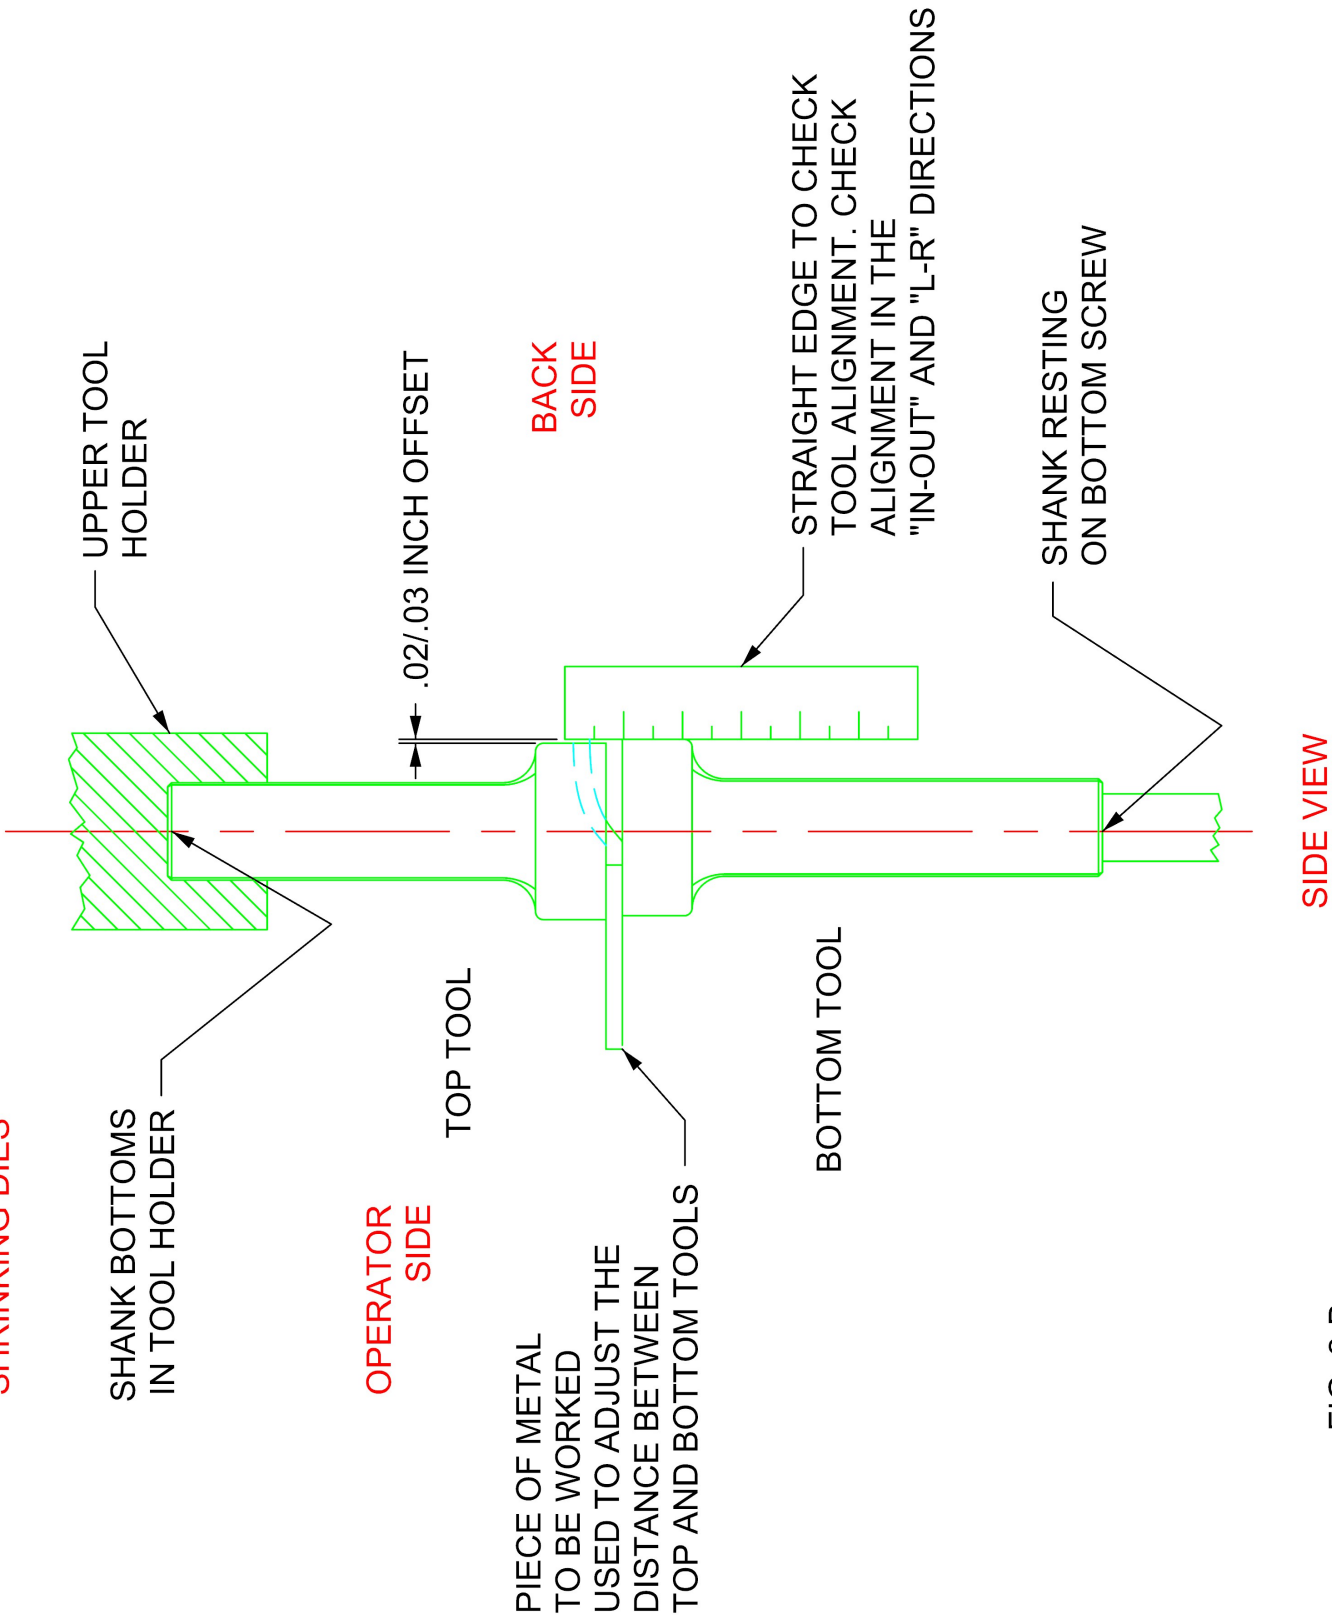 SHRINKING DIES
SHANK BOTTOMS
IN TOOL HOLDER
UPPER TOOL
HOLDER
OPERATOR
SIDE
.02/.03 INCH OFFSET
TOP TOOL
BACK
SIDE
PIECE OF METAL
TO BE WORKED
USED TO ADJUST THE
DISTANCE BETWEEN
TOP AND BOTTOM TOOLS
STRAIGHT EDGE TO CHECK
TOOL ALIGNMENT. CHECK
ALIGNMENT IN THE
"IN-OUT" AND "L-R" DIRECTIONS
BOTTOM TOOL
SHANK RESTING
ON BOTTOM SCREW
SIDE VIEW